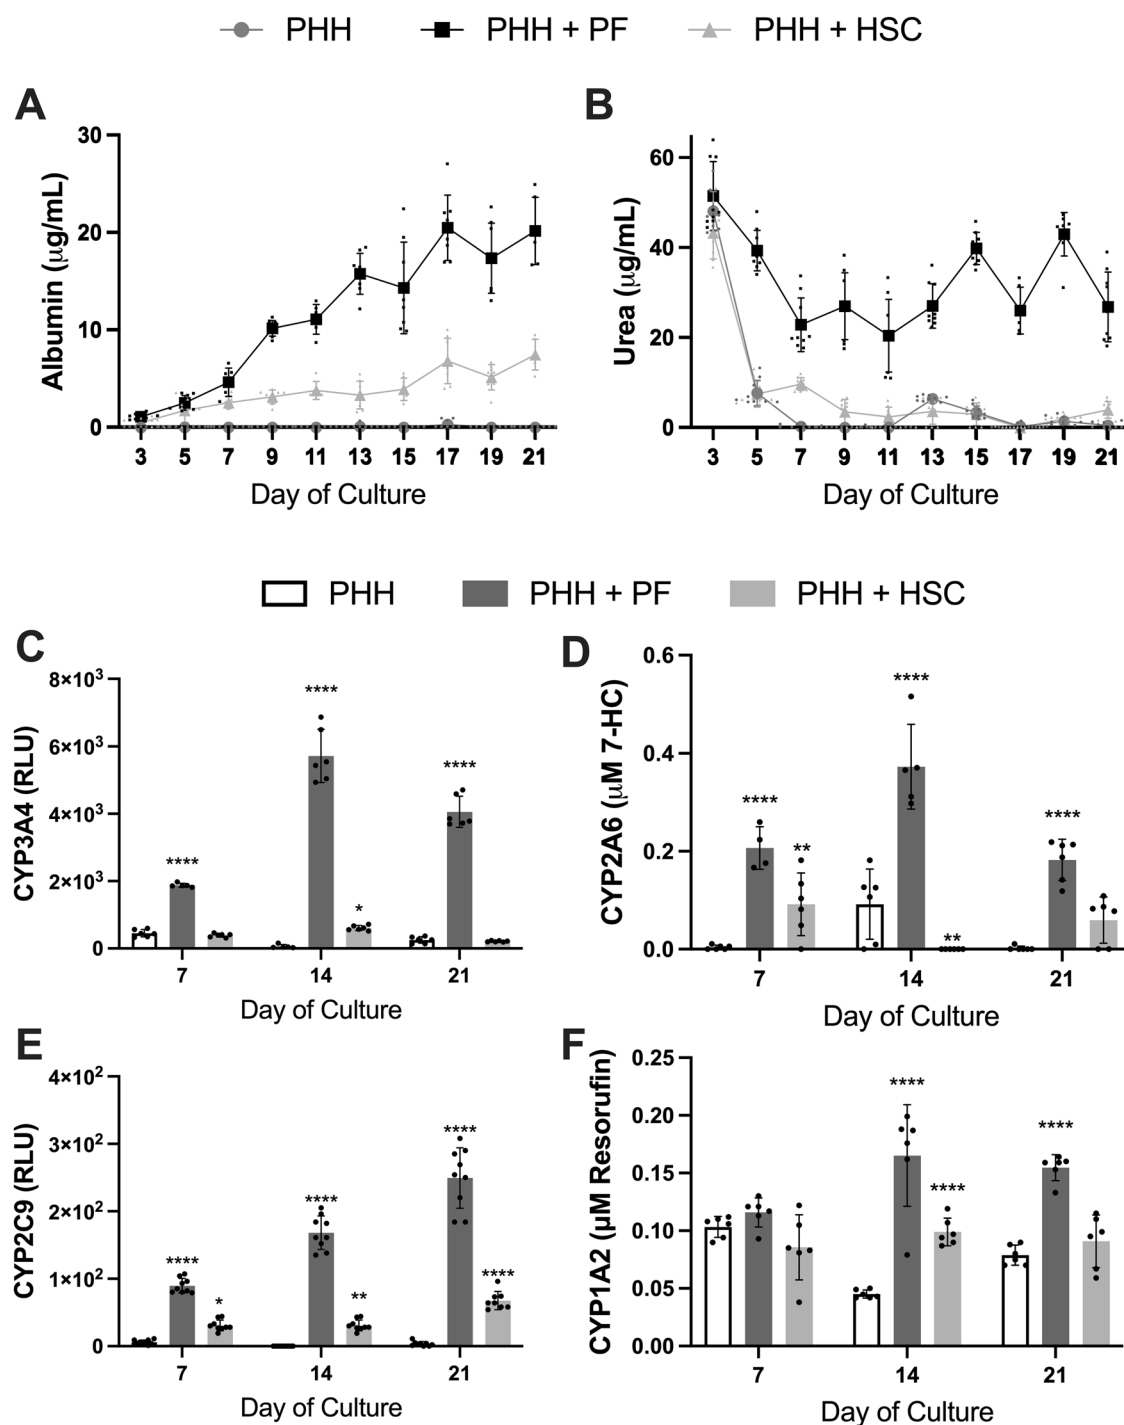 PHH PHH + PF PHH + HSC
A
Albumin (μg/mL)
30
20
10
0
3 5 7 9 11 13 15 17 19 21
Day of Culture
B
Urea (μg/mL)
60
40
20
0
3 5 7 9 11 13 15 17 19 21
Day of Culture
PHH PHH + PF PHH + HSC
C
CYP3A4 (RLU)
8×10³
6×10³
4×10³
2×10³
0
****
****
*
****
7 14 21
Day of Culture
D
CYP2A6 (μM 7-HC)
0.6
0.4
0.2
0.0
****
**
****
**
****
7 14 21
Day of Culture
E
CYP2C9 (RLU)
4×10²
3×10²
2×10²
1×10²
0
****
*
****
**
****
****
7 14 21
Day of Culture
F
CYP1A2 (μM Resorufin)
0.25
0.20
0.15
0.10
0.05
0.00
****
****
****
7 14 21
Day of Culture